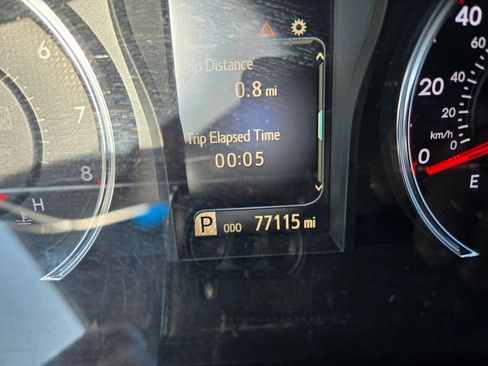 6
7
8
H
Trip Distance
0.8 mi
Trip Elapsed Time
00:05
P ODO 77115 mi
40
60
20
40
20
km/h
0
0
E